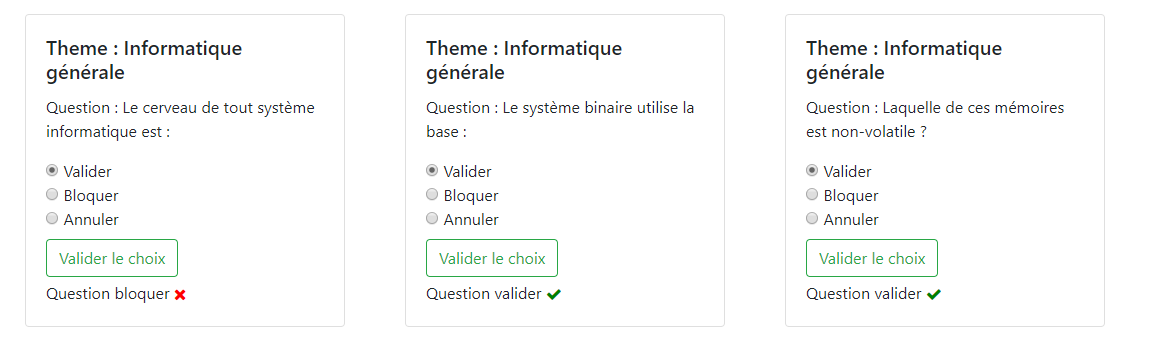 Theme : Informatique
générale
Question : Le cerveau de tout système
informatique est :
Valider
Bloquer
Annuler
Valider le choix
Question bloquer
Theme : Informatique
générale
Question : Le système binaire utilise la
base :
Valider
Bloquer
Annuler
Valider le choix
Question valider
Theme : Informatique
générale
Question : Laquelle de ces mémoires
est non-volatile ?
Valider
Bloquer
Annuler
Valider le choix
Question valider